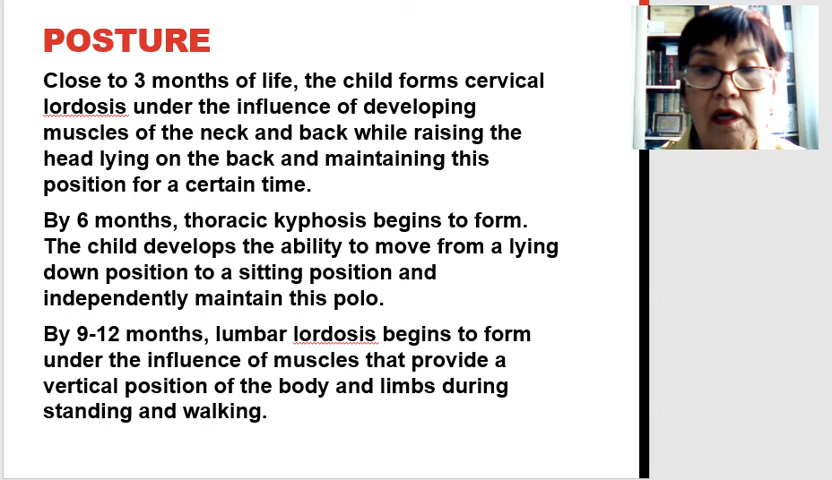 POSTURE
Close to 3 months of life, the child forms cervical
lordosis under the influence of developing
muscles of the neck and back while raising the
head lying on the back and maintaining this
position for a certain time.
By 6 months, thoracic kyphosis begins to form.
The child develops the ability to move from a lying
down position to a sitting position and
independently maintain this polo.
By 9-12 months, lumbar lordosis begins to form
under the influence of muscles that provide a
vertical position of the body and limbs during
standing and walking.